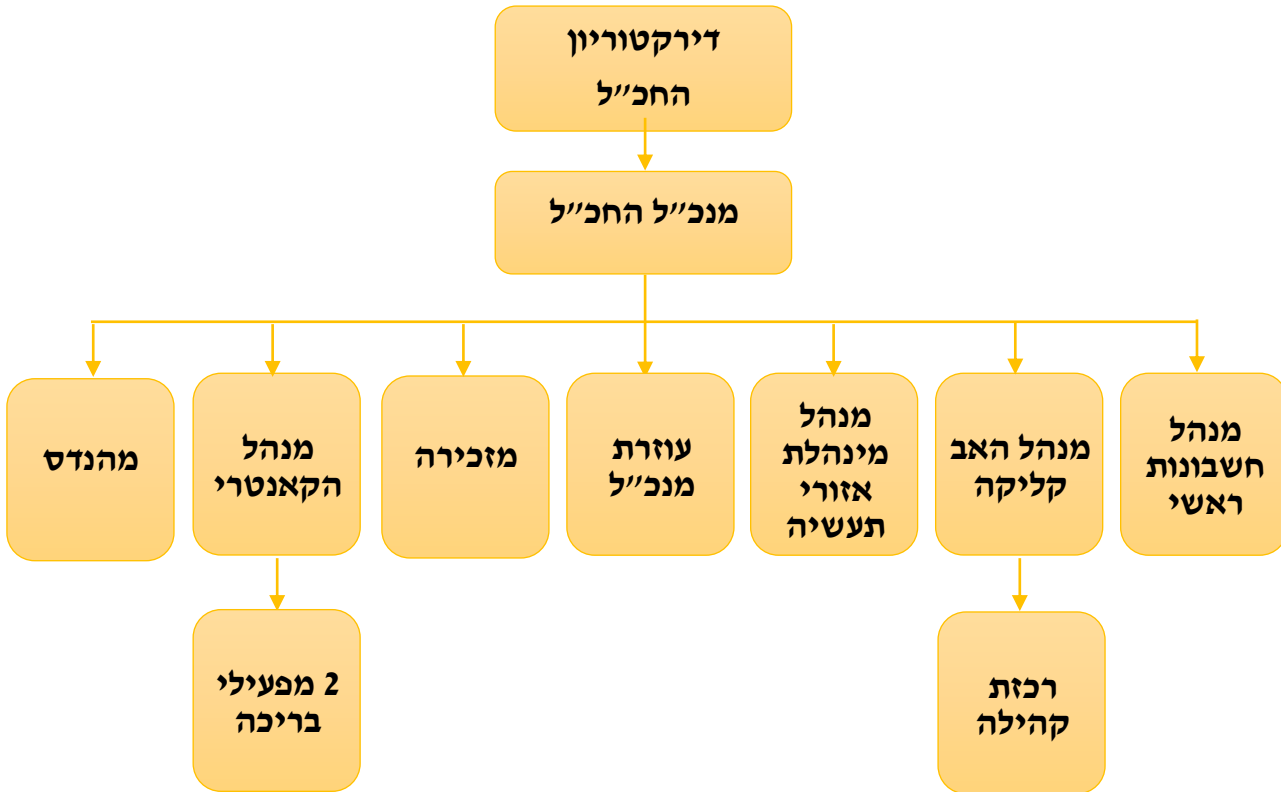 דירקטוריון
החכ״ל
מנכ״ל החכ״ל
מנהל
חשבונות
ראשי
מנהל האב
קליקה
מנהל
מינהלת
אזורי
תעשיה
עוזרת
מנכ״ל
מזכירה
מנהל
הקאנטרי
מהנדס
רכזת
קהילה
2 מפעילי
בריכה